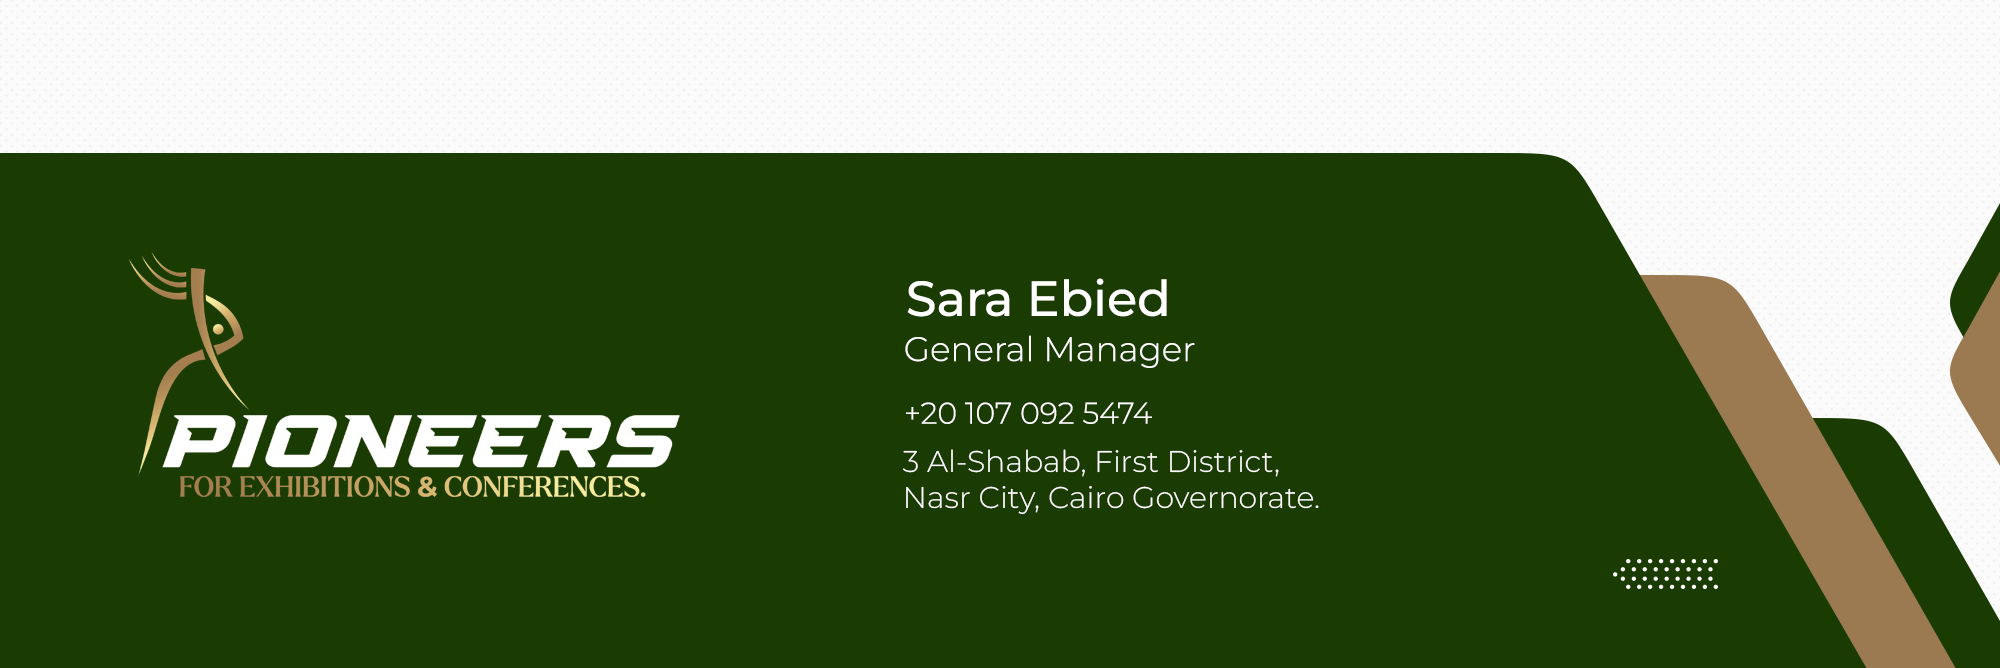 PIONEERS
FOR EXHIBITIONS & CONFERENCES.
Sara Ebied
General Manager
+20 107 092 5474
3 Al-Shabab, First District,
Nasr City, Cairo Governorate.